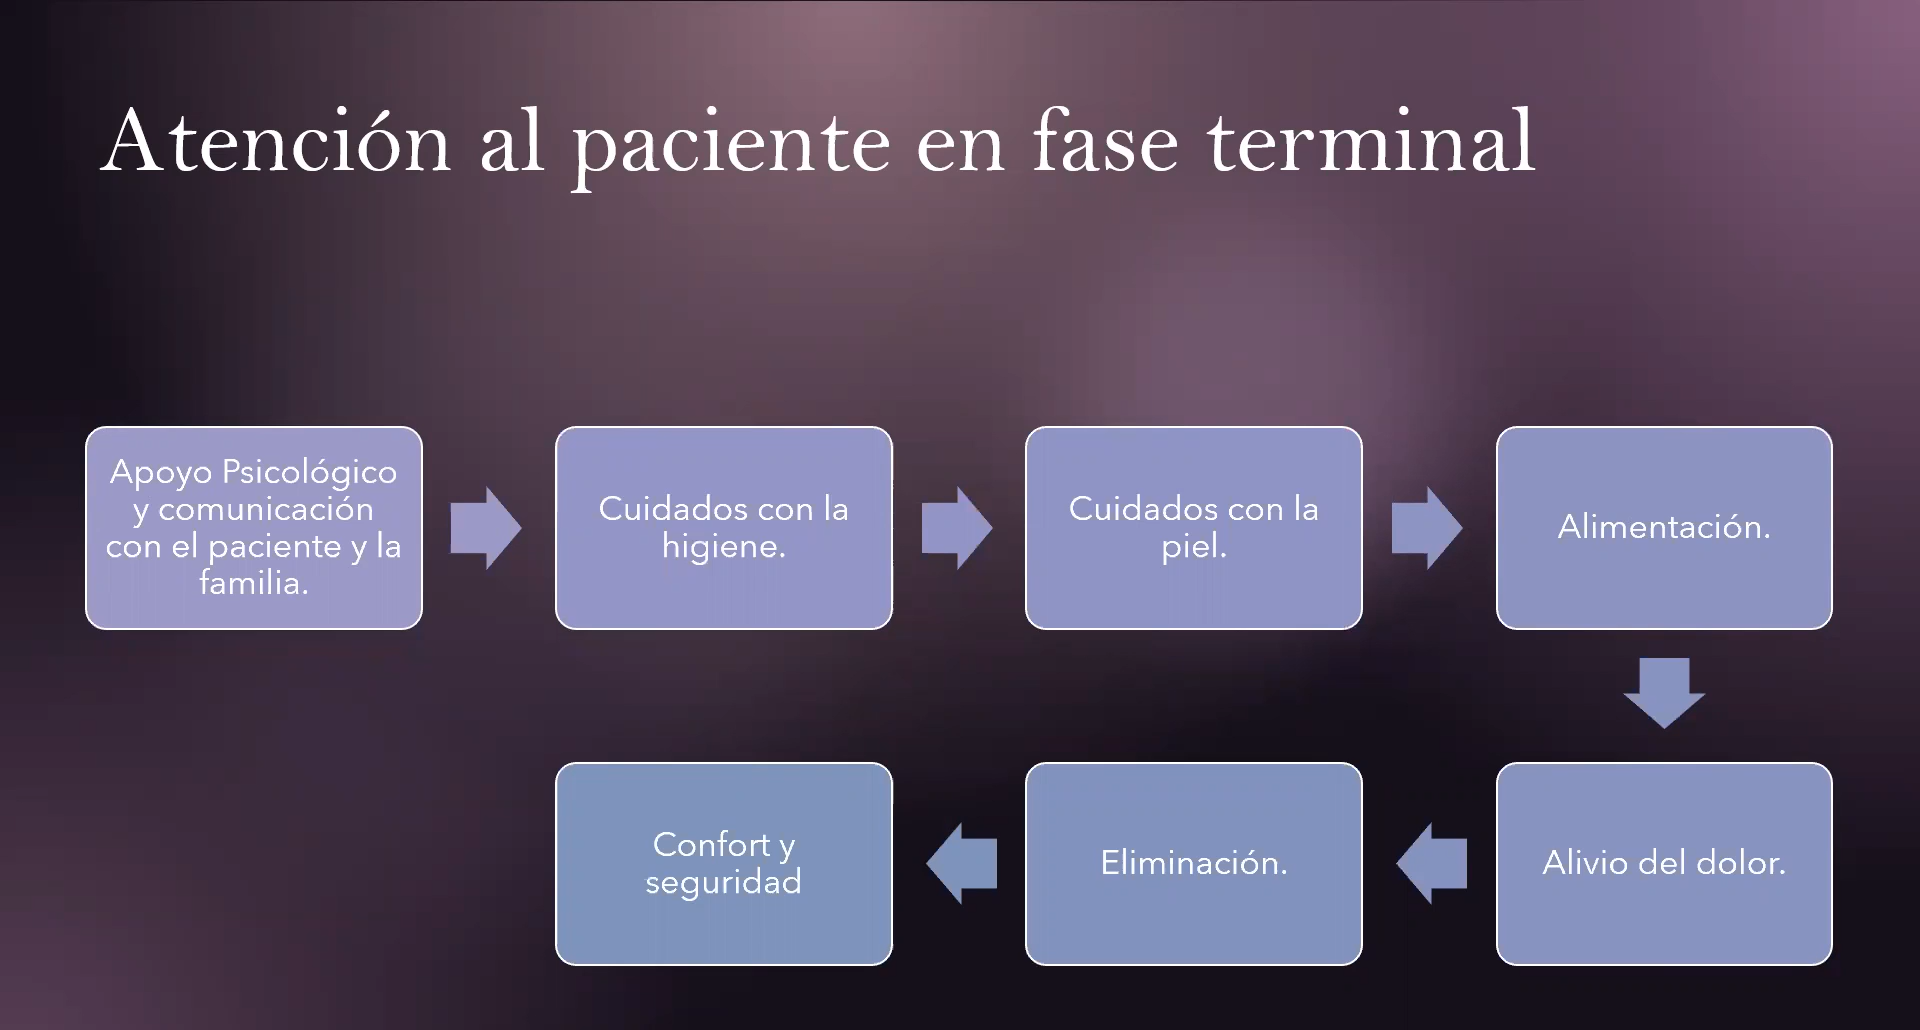 Atención al paciente en fase terminal
Apoyo Psicológico
y comunicación
con el paciente y la
familia.
Cuidados con la
higiene.
Cuidados con la
piel.
Alimentación.
Alivio del dolor.
Eliminación.
Confort y
seguridad